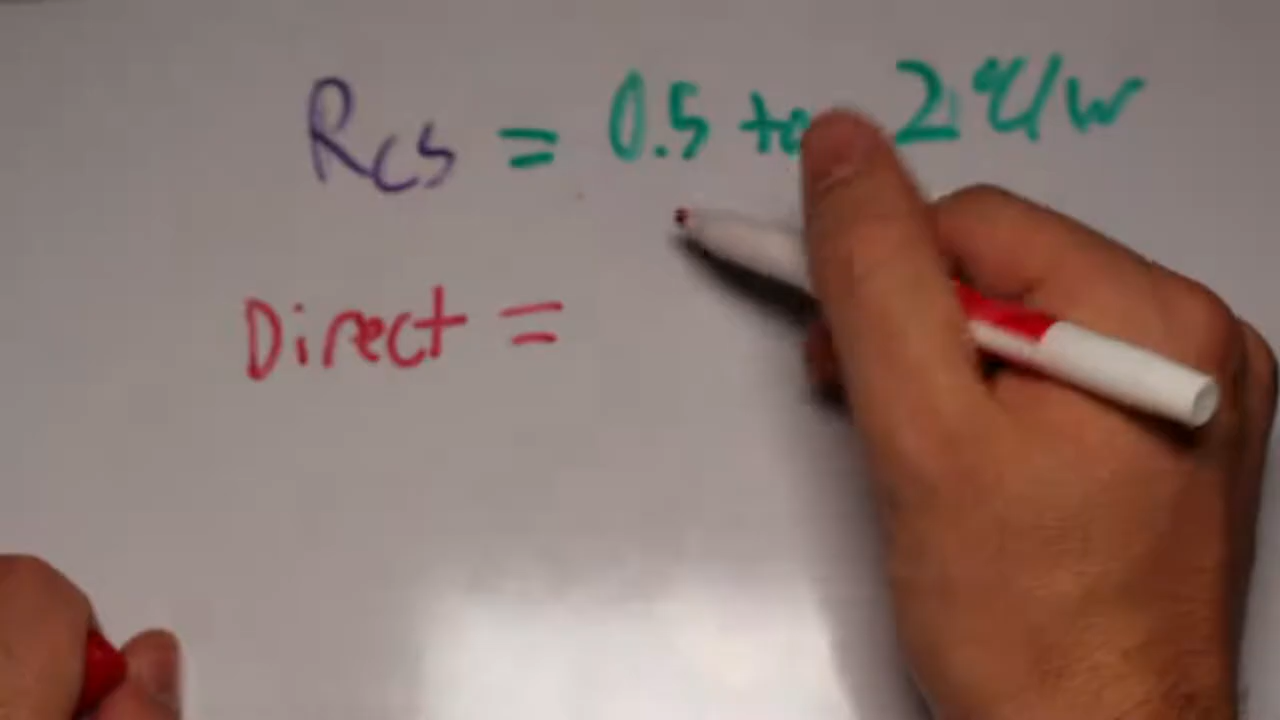 Rcs = 0.5 to 2 °C/W
Direct =